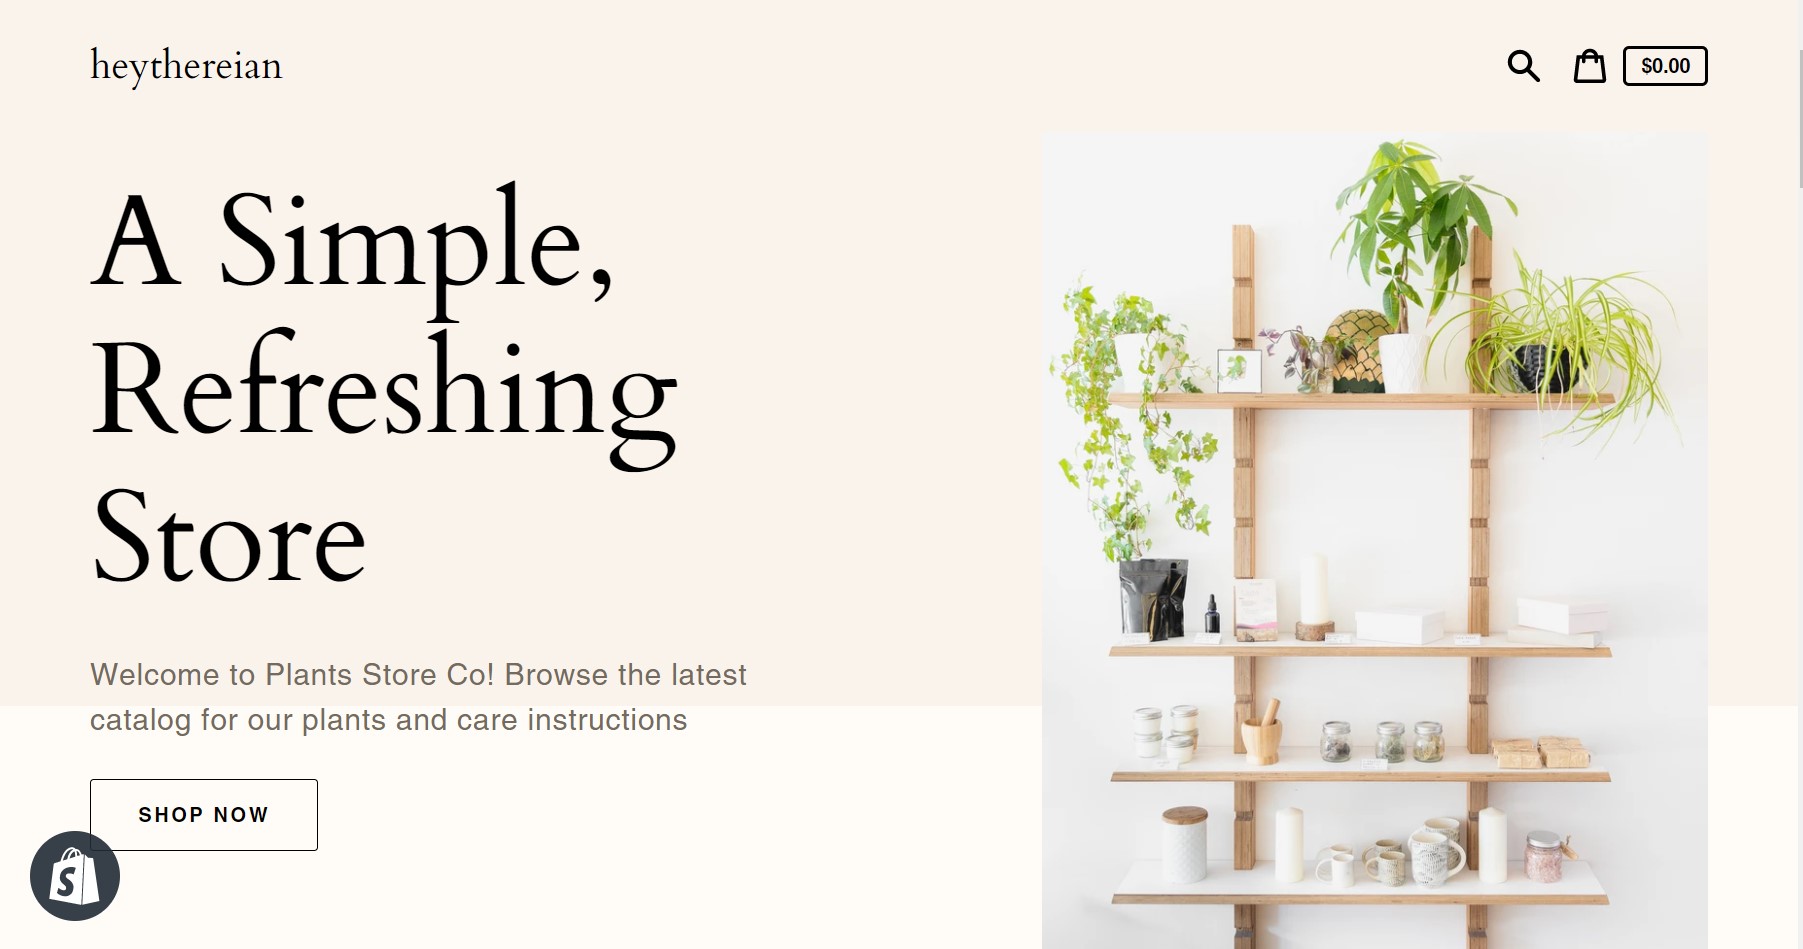 heythereian
$0.00
A Simple,
Refreshing
Store
Welcome to Plants Store Co! Browse the latest
catalog for our plants and care instructions
SHOP NOW